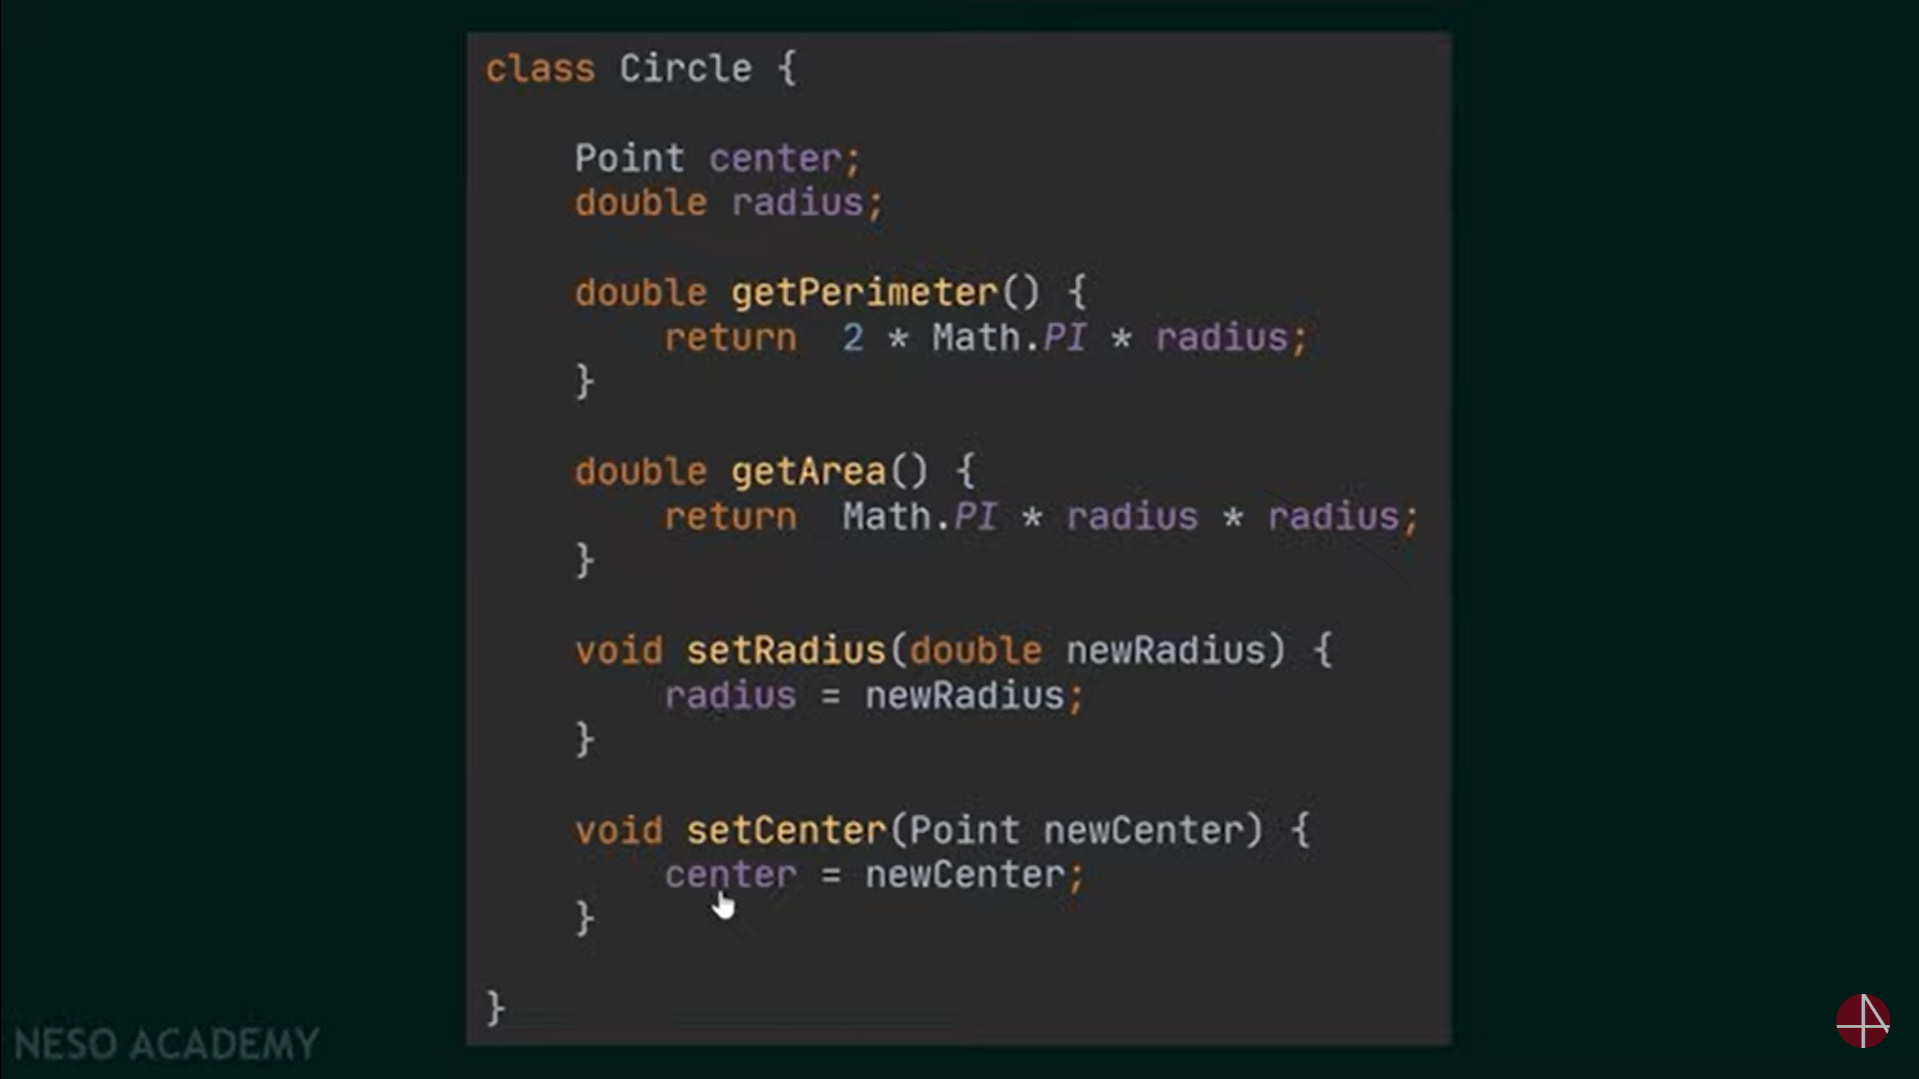 class Circle {
Point center;
double radius;
double getPerimeter() {
return  2 * Math.PI * radius;
}
double getArea() {
return  Math.PI * radius * radius;
}
void setRadius(double newRadius) {
radius = newRadius;
}
void setCenter(Point newCenter) {
center = newCenter;
}
}
NESO ACADEMY